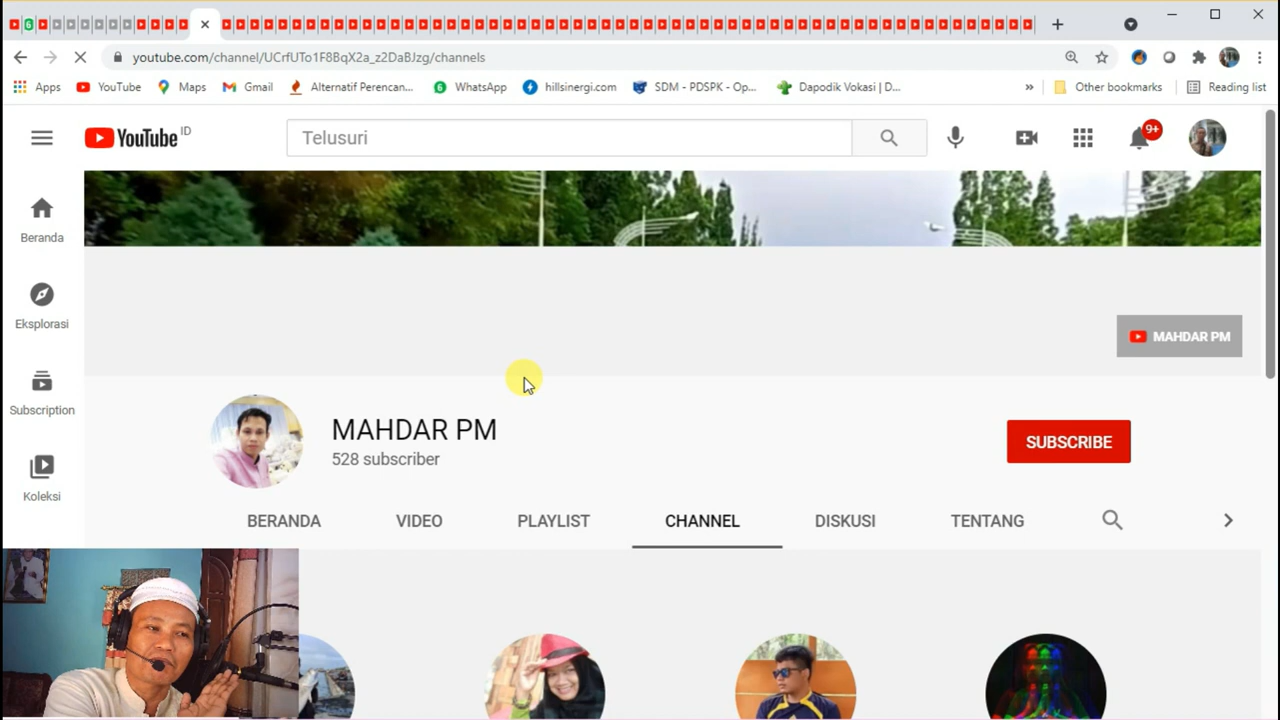 6
youtube.com/channel/UCrfUTo1F8BqX2a_z2DaBJzg/channels
Apps YouTube Maps Gmail Alternatif Perencan... 6 WhatsApp hillsinergi.com SDM - PDSPK - Op... Dapodik Vokasi | D... » Other bookmarks Reading list
YouTube ID Telusuri 9+
Beranda
Eksplorasi
MAHDAR PM
Subscription
MAHDAR PM
528 subscriber
SUBSCRIBE
Koleksi
BERANDA VIDEO PLAYLIST CHANNEL DISKUSI TENTANG